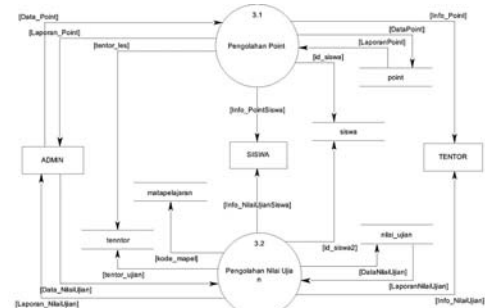 [Data_Point]
3.1
[Info_Point]
[Laporan_Point]
[DataPoint]
Pengolahan Point
[tentor_les]
[LaporanPoint]
[id_siswa]
point
[Info_PointSiswa]
siswa
ADMIN
SISWA
TENTOR
matapelajaran
[Info_NilaiUjianSiswa]
nilai_ujian
tenntor
3.2
[kode_mapel]
[id_siswa2]
Pengolahan Nilai Ujia
n
[tentor_ujian]
[DataNilaiUjian]
[Data_NilaiUjian]
[LaporanNilaiUjian]
[Laporan_NilaiUjian]
[Info_NilaiUjian]